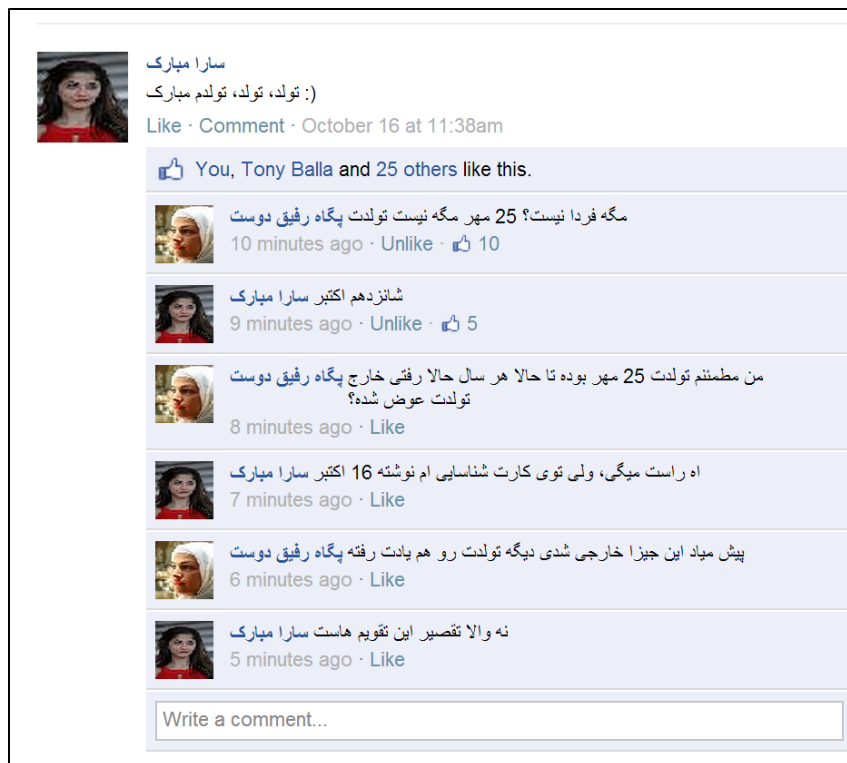 سارا مبارک
تولد، تولد، تولدم مبارک :)
Like · Comment · October 16 at 11:38am
You, Tony Balla and 25 others like this.
پگاه رفیق دوست مگه فردا نیست؟ 25 مهر مگه نیست تولدت
10 minutes ago · Unlike · 10
سارا مبارک شانزدهم اکتبر
9 minutes ago · Unlike · 5
پگاه رفیق دوست من مطمئنم تولدت 25 مهر بوده تا حالا هر سال حالا رفتی خارج
تولدت عوض شده؟
8 minutes ago · Like
سارا مبارک اه راست میگی، ولی توی کارت شناسایی ام نوشته 16 اکتبر
7 minutes ago · Like
پگاه رفیق دوست پیش میاد این جیزا خارجی شدی دیگه تولدت رو هم یادت رفته
6 minutes ago · Like
سارا مبارک نه والا تقصیر این تقویم هاست
5 minutes ago · Like
Write a comment...